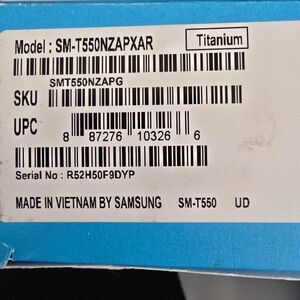 Model : SM-T550NZAPXAR Titanium
SMT550NZAPG
SKU
UPC
8 87276 10326 6
Serial No : R52H50F9DYP
MADE IN VIETNAM BY SAMSUNG SM-T550 UD